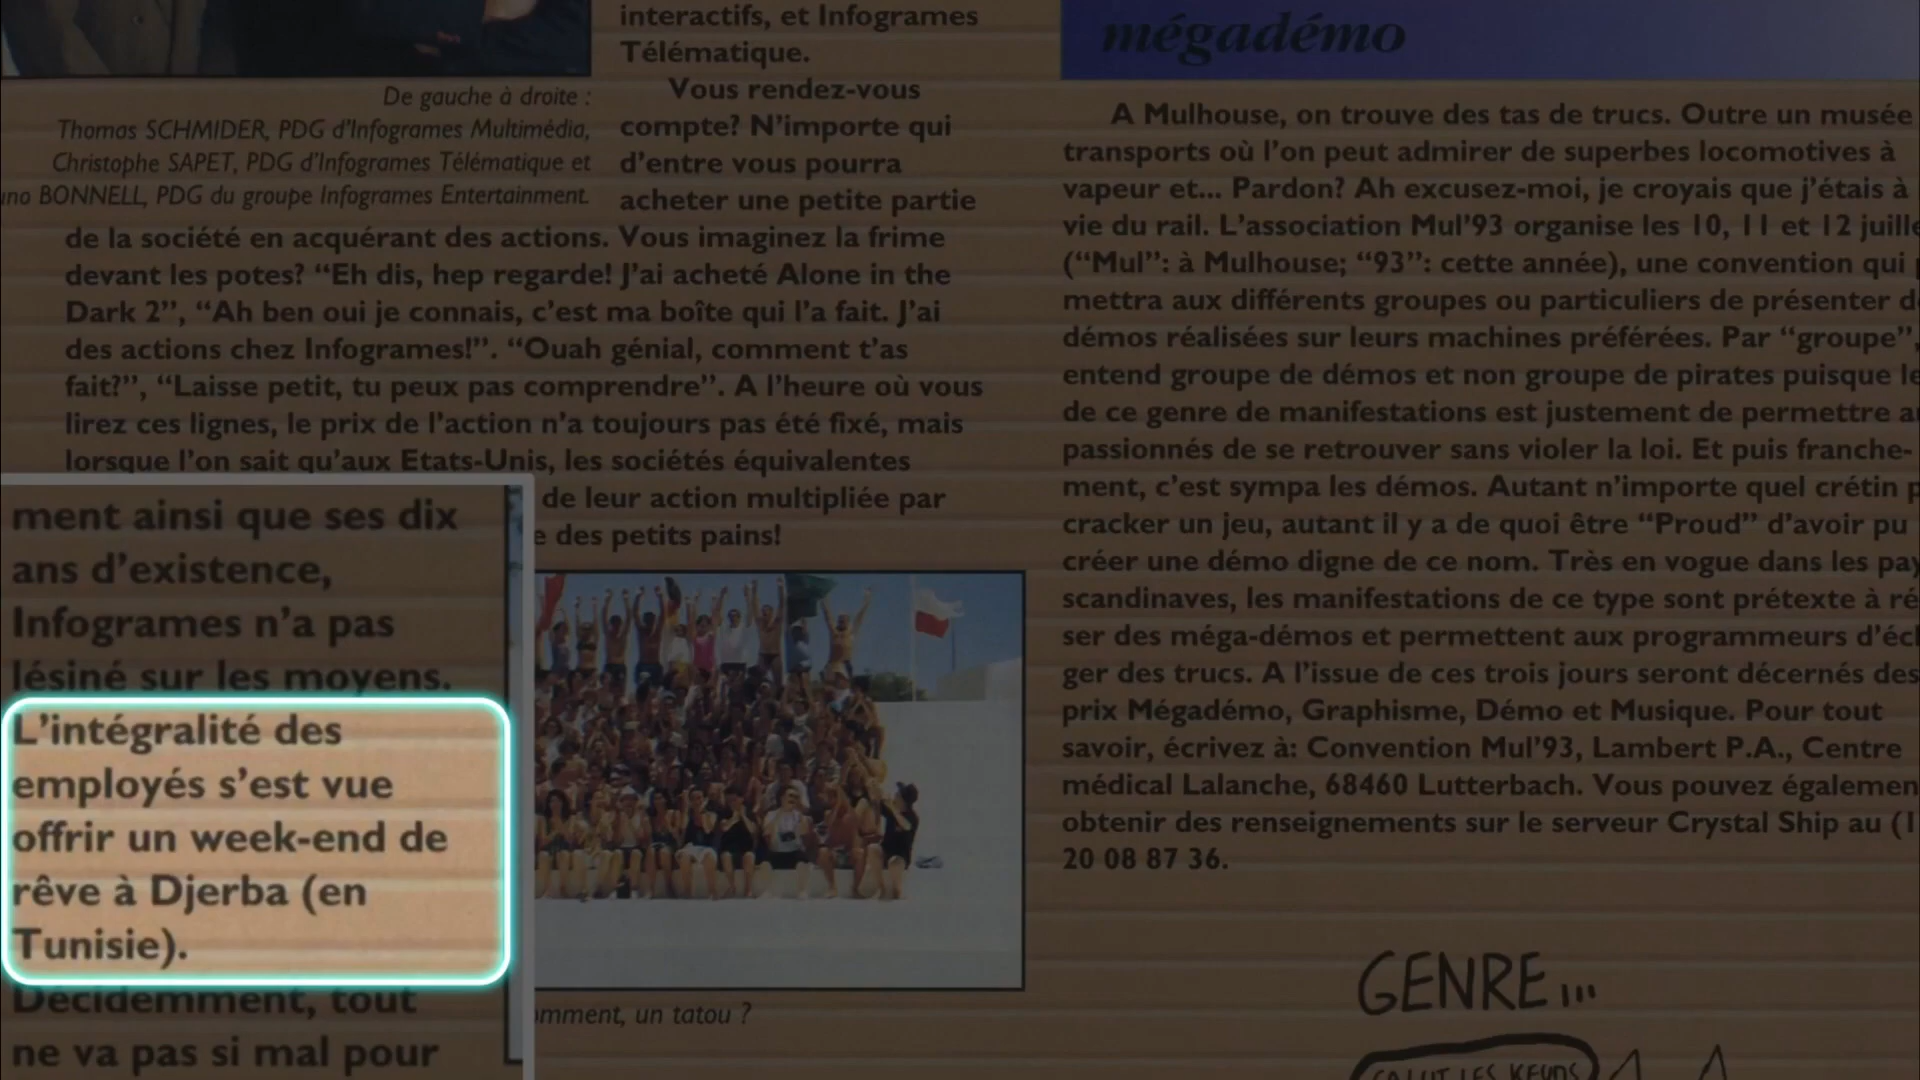 De gauche à droite :
Thomas SCHMIDER, PDG d'Infogrames Multimédia,
Christophe SAPET, PDG d'Infogrames Télématique et
BONNELL, PDG du groupe Infogrames Entertainment.
interactifs, et Infogrames
Télématique.
Vous rendez-vous
compte? N'importe qui
d'entre vous pourra
acheter une petite partie
de la société en acquérant des actions. Vous imaginez la frime
devant les potes? “Eh dis, hep regarde! J'ai acheté Alone in the
Dark 2”, “Ah ben oui je connais, c'est ma boîte qui l'a fait. J'ai
des actions chez Infogrames!”. “Ouah génial, comment t'as
fait?”, “Laisse petit, tu peux pas comprendre”. A l'heure où vous
lirez ces lignes, le prix de l'action n'a toujours pas été fixé, mais
lorsque l'on sait qu'aux Etats-Unis, les sociétés équivalentes
de leur action multipliée par
e des petits pains!
ment ainsi que ses dix
ans d'existence,
Infogrames n'a pas
lésiné sur les moyens.
L'intégralité des
employés s'est vue
offrir un week-end de
rêve à Djerba (en
Tunisie).
Décidemment, tout
ne va pas si mal pour
omment, un tatou ?
mégadémo
A Mulhouse, on trouve des tas de trucs. Outre un musée
transports où l'on peut admirer de superbes locomotives à
vapeur et... Pardon? Ah excusez-moi, je croyais que j'étais à
vie du rail. L'association Mul'93 organise les 10, 11 et 12 juille
(“Mul”: à Mulhouse; “93”: cette année), une convention qui
mettra aux différents groupes ou particuliers de présenter d
démos réalisées sur leurs machines préférées. Par “groupe”,
entend groupe de démos et non groupe de pirates puisque le
de ce genre de manifestations est justement de permettre a
passionnés de se retrouver sans violer la loi. Et puis franche-
ment, c'est sympa les démos. Autant n'importe quel crétin p
cracker un jeu, autant il y a de quoi être “Proud” d'avoir pu
créer une démo digne de ce nom. Très en vogue dans les pay
scandinaves, les manifestations de ce type sont prétexte à ré
ser des méga-démos et permettent aux programmeurs d'écl
ger des trucs. A l'issue de ces trois jours seront décernés des
prix Mégadémo, Graphisme, Démo et Musique. Pour tout
savoir, écrivez à: Convention Mul'93, Lambert P.A., Centre
médical Lalanche, 68460 Lutterbach. Vous pouvez égalemen
obtenir des renseignements sur le serveur Crystal Ship au (1
20 08 87 36.
GENRE...
SALUT LES KEUNS